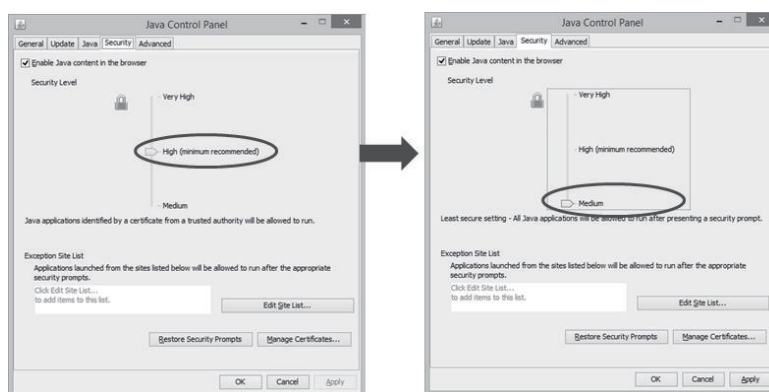 Java Control Panel
General Update Java Security Advanced
Enable Java content in the browser
Security Level
Very High
High (minimum recommended)
Medium
Java applications identified by a certificate from a trusted authority will be allowed to run.
Exception Site List
Applications launched from the sites listed below will be allowed to run after the appropriate
security prompts.
Click Edit Site List...
to add items to this list.
Edit Site List...
Restore Security Prompts Manage Certificates...
OK Cancel Apply
Java Control Panel
General Update Java Security Advanced
Enable Java content in the browser
Security Level
Very High
High (minimum recommended)
Medium
Least secure setting - All Java applications will be allowed to run after presenting a security prompt.
Exception Site List
Applications launched from the sites listed below will be allowed to run after the appropriate
security prompts.
Click Edit Site List...
to add items to this list.
Edit Site List...
Restore Security Prompts Manage Certificates...
OK Cancel Apply